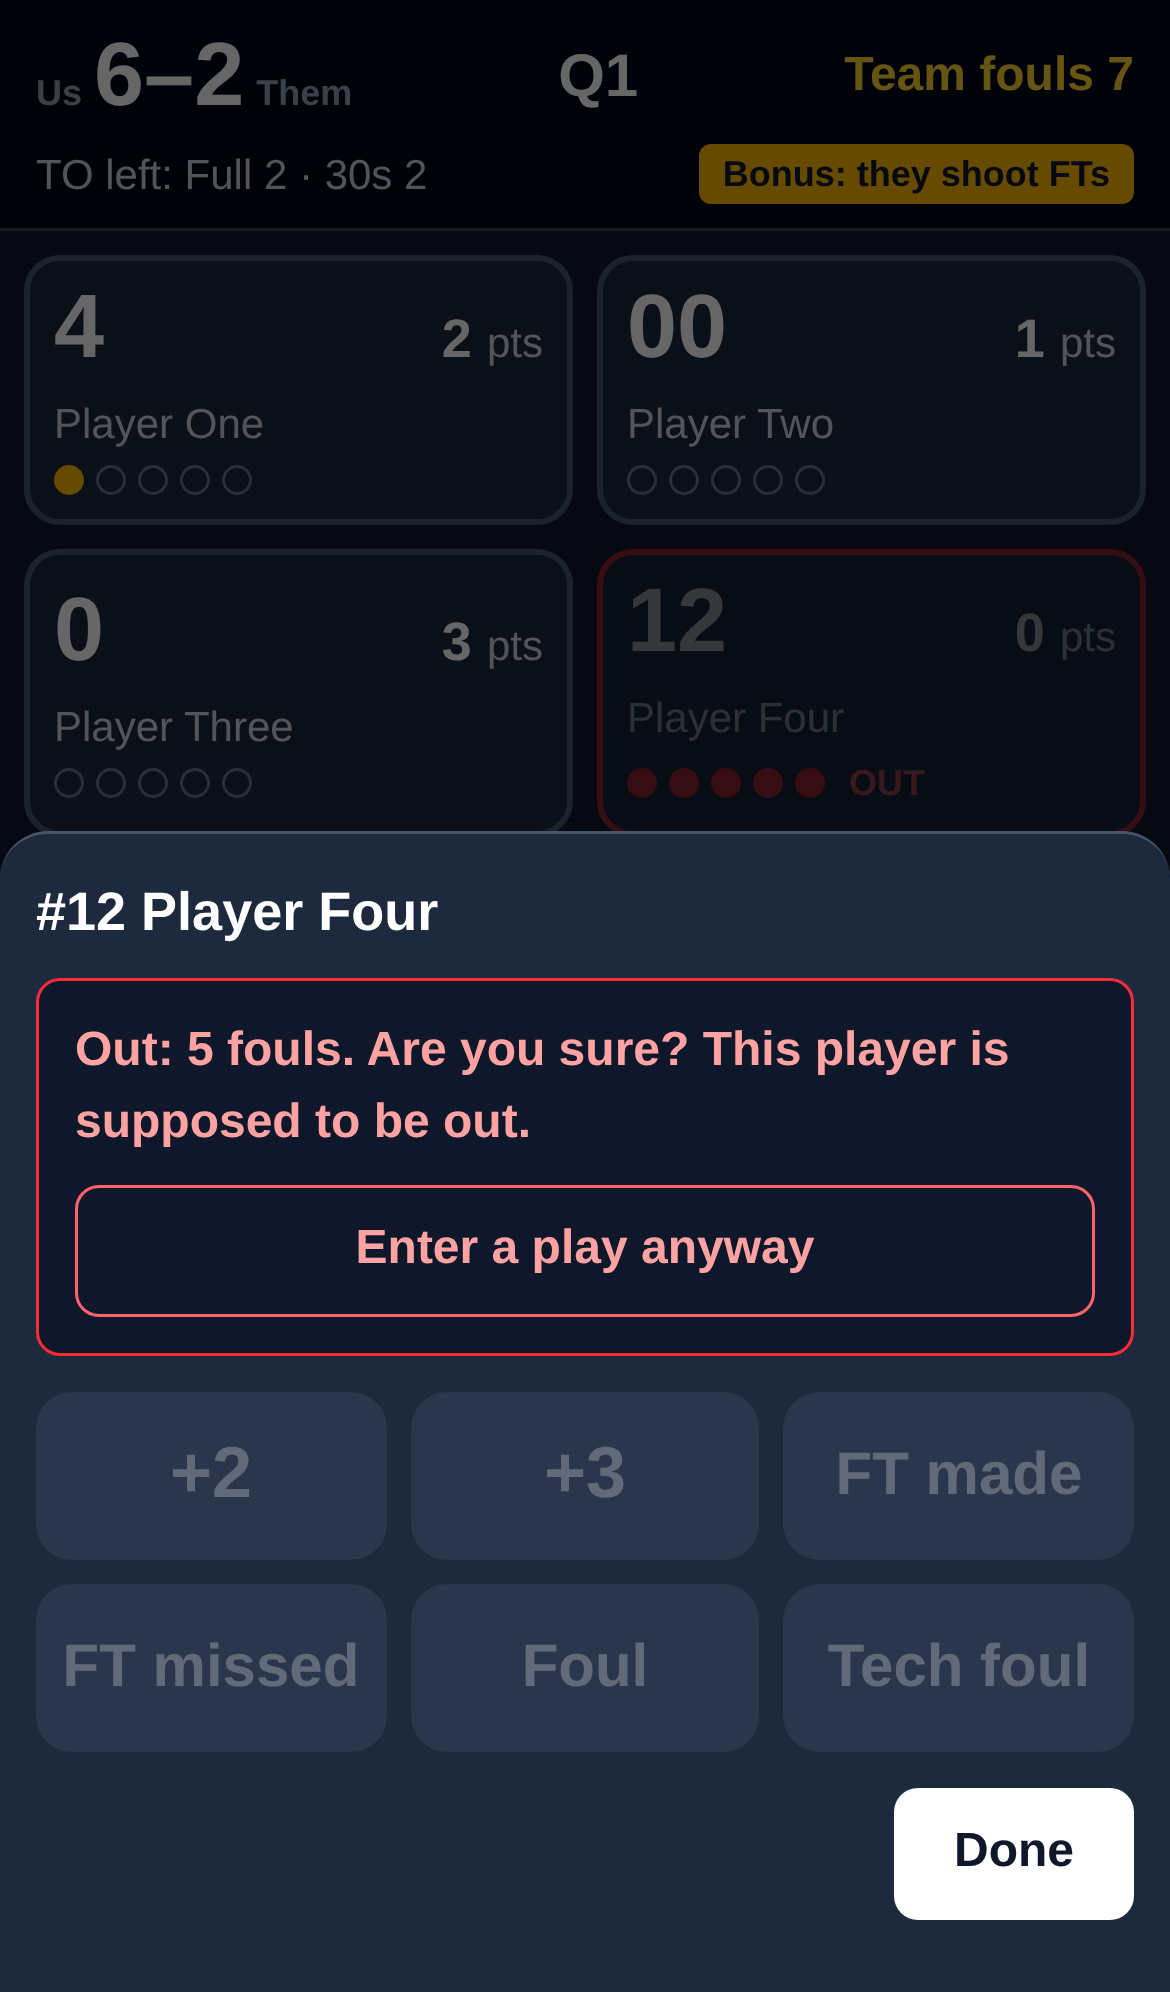 Us 6–2 Them Q1 Team fouls 7
TO left: Full 2 · 30s 2 Bonus: they shoot FTs
4 2 pts 00 1 pts
Player One Player Two
0 3 pts 12 0 pts
Player Three Player Four
OUT
#12 Player Four
Out: 5 fouls. Are you sure? This player is
supposed to be out.
Enter a play anyway
+2 +3 FT made
FT missed Foul Tech foul
Done